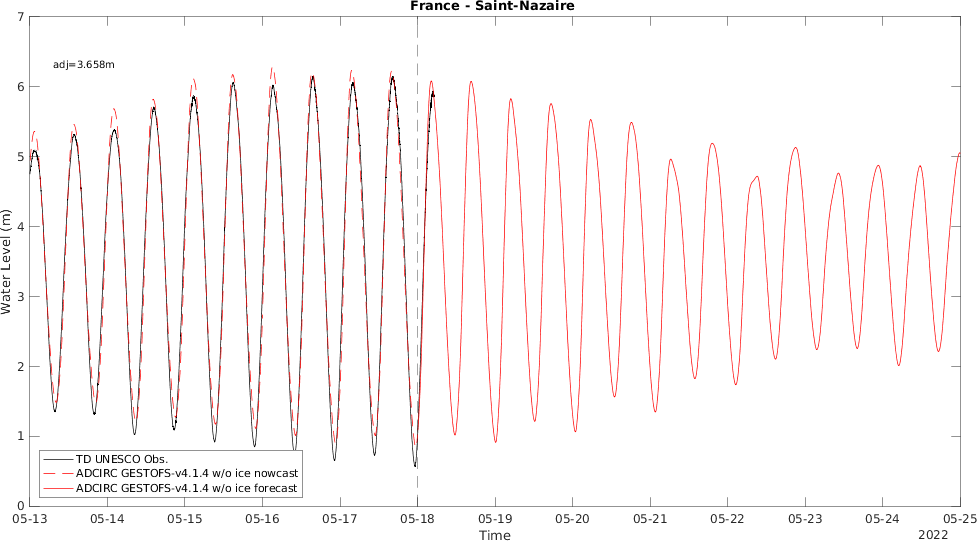 France - Saint-Nazaire
7
adj=3.658m
6
5
4
Water Level (m)
3
2
1
TD UNESCO Obs.
ADCIRC GESTOFS-v4.1.4 w/o ice nowcast
ADCIRC GESTOFS-v4.1.4 w/o ice forecast
0
05-13 05-14 05-15 05-16 05-17 05-18 05-19 05-20 05-21 05-22 05-23 05-24 05-25
Time 2022